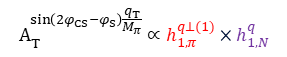 A_T^{sin(2φ_CS−φ_S) q_T/M_π} ∝ h_{1,π}^{q⊥(1)} × h_{1,N}^{q}